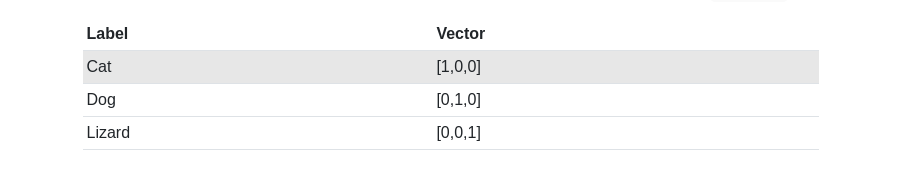 Label Vector
Cat [1,0,0]
Dog [0,1,0]
Lizard [0,0,1]